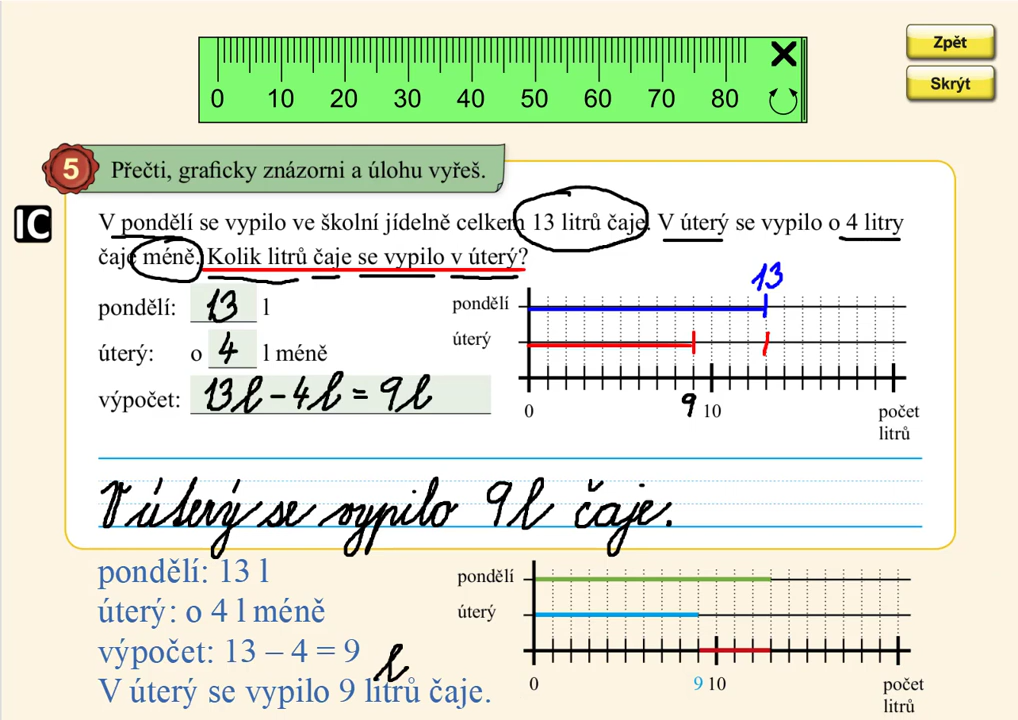 Zpět
Skrýt
0 10 20 30 40 50 60 70 80
5 Přečti, graficky znázorni a úlohu vyřeš.
IC
V pondělí se vypilo ve školní jídelně celkem 13 litrů čaje. V úterý se vypilo o 4 litry
čaje méně. Kolik litrů čaje se vypilo v úterý?
13
pondělí: 13 l
pondělí
úterý: o 4 l méně
úterý
výpočet: 13l - 4l = 9l
0 9 10 počet
litrů
V úterý se vypilo 9 l čaje.
pondělí: 13 l
pondělí
úterý: o 4 l méně
úterý
výpočet: 13 – 4 = 9 l
V úterý se vypilo 9 litrů čaje.
0 9 10 počet
litrů